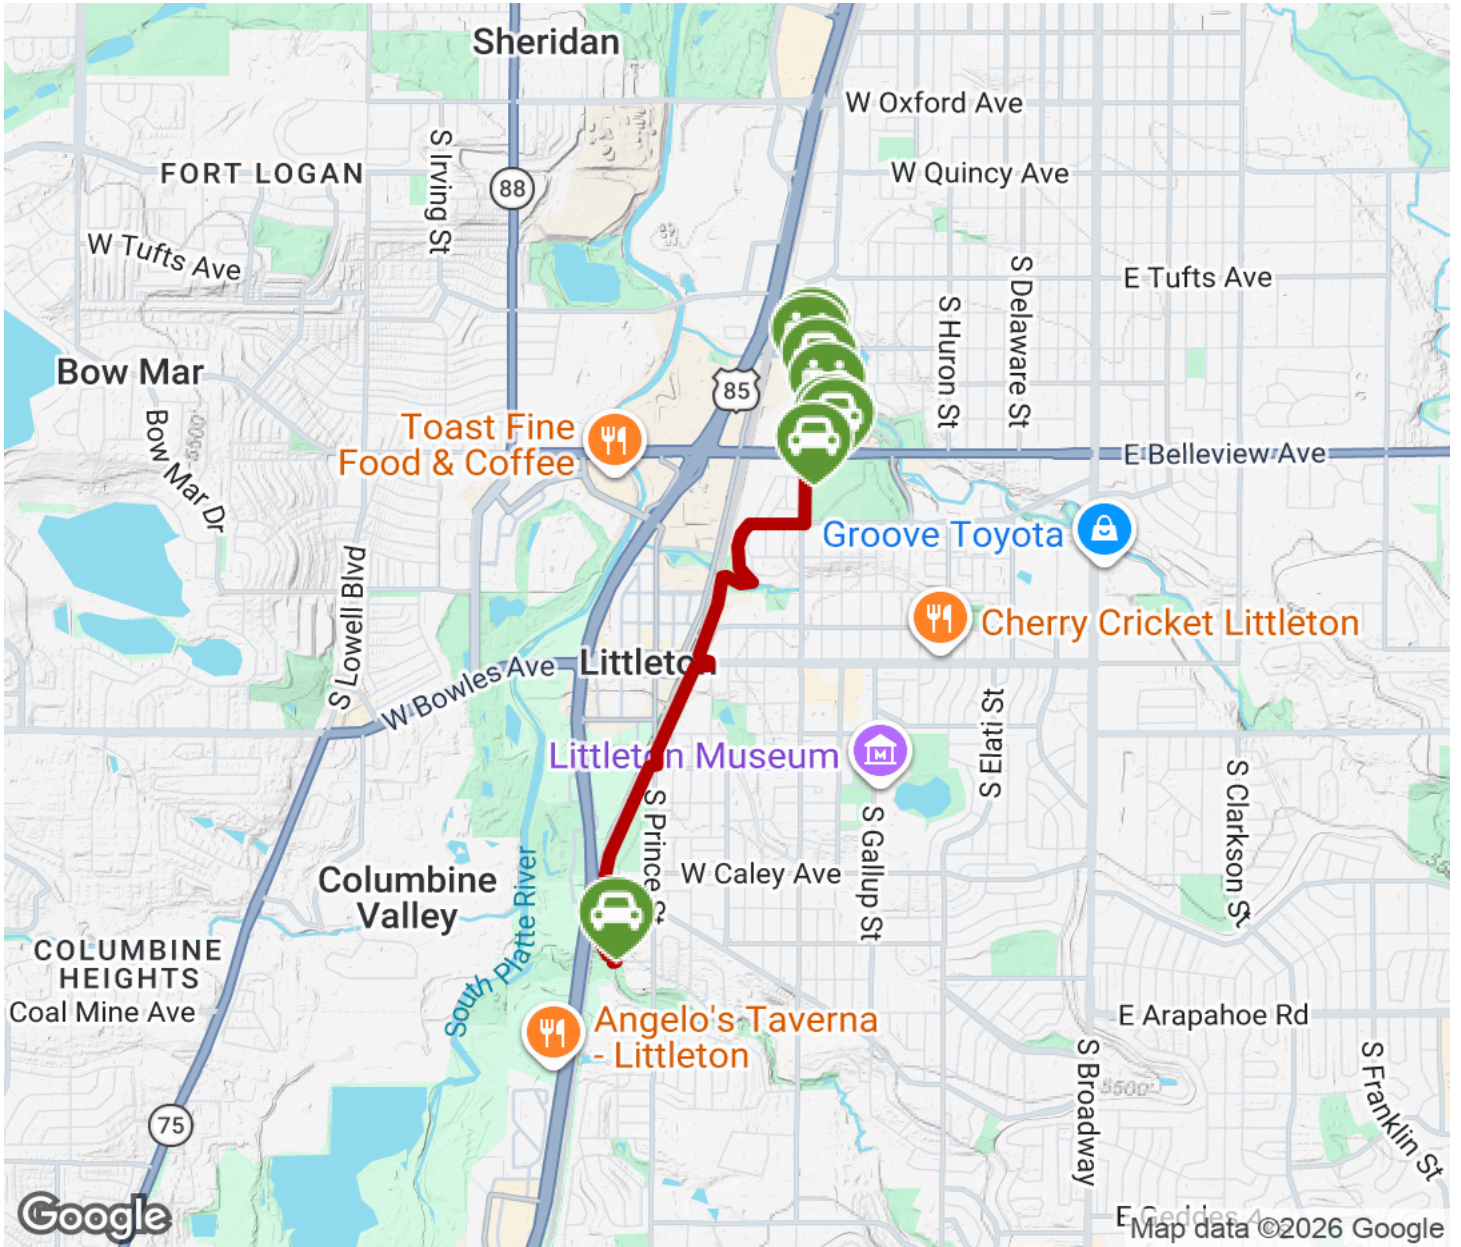 Sheridan
W Oxford Ave
S Irving St
FORT LOGAN
W Quincy Ave
88
W Tufts Ave
E Tufts Ave
S Delaware St
S Huron St
Bow Mar
85
Bow Mar Dr
5500
Toast Fine
Food & Coffee
E Belleview Ave
Groove Toyota
S Lowell Blvd
Cherry Cricket Littleton
Littleton
W Bowles Ave
S Elati St
Littleton Museum
M
S Prince St
S Gallup St
S Clarkson St
Columbine
Valley
W Caley Ave
South Platte River
COLUMBINE
HEIGHTS
Coal Mine Ave
Angelo's Taverna
- Littleton
E Arapahoe Rd
S Broadway
5500
S Franklin St
75
Google
E Geddes Ave
Map data ©2026 Google